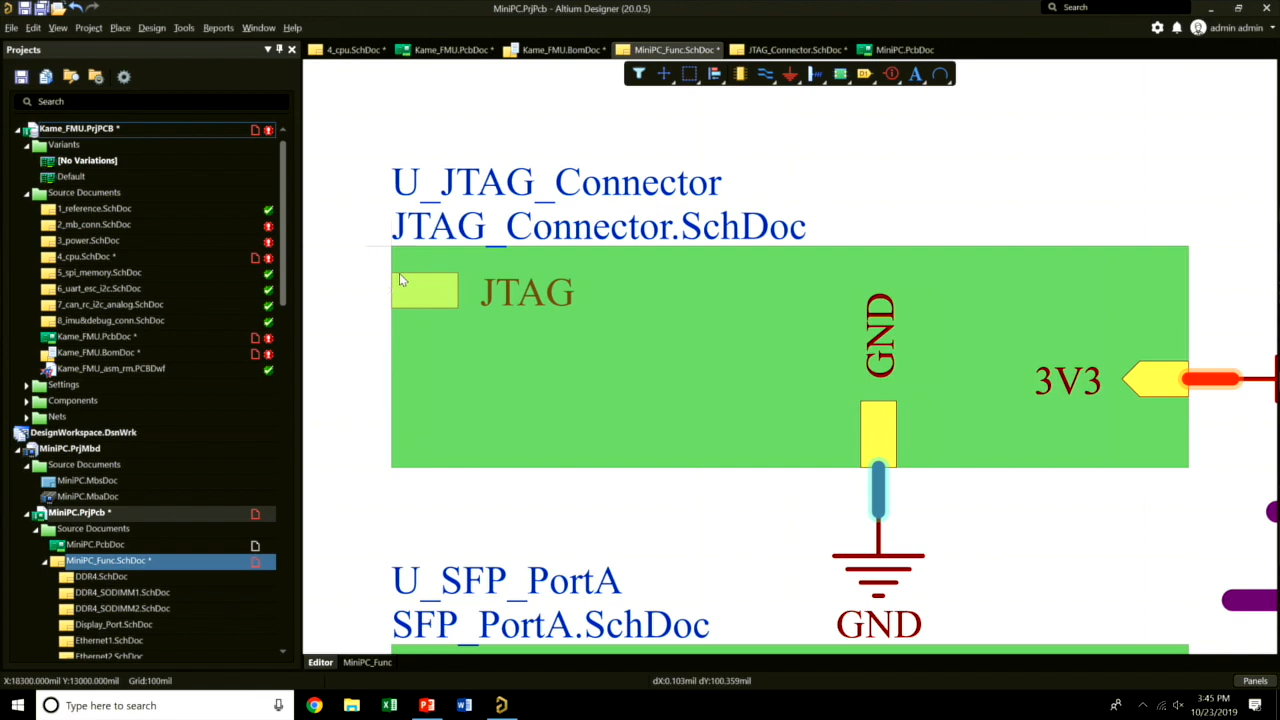 MiniPC.PrjPcb - Altium Designer (20.0.5)
Search
File Edit View Project Place Design Tools Reports Window Help
admin admin
Projects
4_cpu.SchDoc *
Kame_FMU.PcbDoc *
Kame_FMU.BomDoc *
MiniPC_Func.SchDoc *
JTAG_Connector.SchDoc *
MiniPC.PcbDoc
Search
Kame_FMU.PrjPCB *
Variants
[No Variations]
Default
Source Documents
1_reference.SchDoc
2_mb_conn.SchDoc
3_power.SchDoc
4_cpu.SchDoc *
5_spi_memory.SchDoc
6_uart_esc_i2c.SchDoc
7_can_rc_i2c_analog.SchDoc
8_imu&debug_conn.SchDoc
Kame_FMU.PcbDoc *
Kame_FMU.BomDoc *
Kame_FMU_asm_rm.PCBDwf
Settings
Components
Nets
DesignWorkspace.DsnWrk
MiniPC.PrjMbd
Source Documents
MiniPC.MbsDoc
MiniPC.MbaDoc
MiniPC.PrjPcb *
Source Documents
MiniPC.PcbDoc
MiniPC_Func.SchDoc *
DDR4.SchDoc
DDR4_SODIMM1.SchDoc
DDR4_SODIMM2.SchDoc
Display_Port.SchDoc
Ethernet1.SchDoc
Ethernet2.SchDoc
U_JTAG_Connector
JTAG_Connector.SchDoc
JTAG
GND
3V3
GND
U_SFP_PortA
SFP_PortA.SchDoc
Editor MiniPC_Func
X:18300.000mil Y:13000.000mil Grid:100mil
dX:0.103mil dY:100.359mil
Panels
Type here to search
3:45 PM
10/23/2019